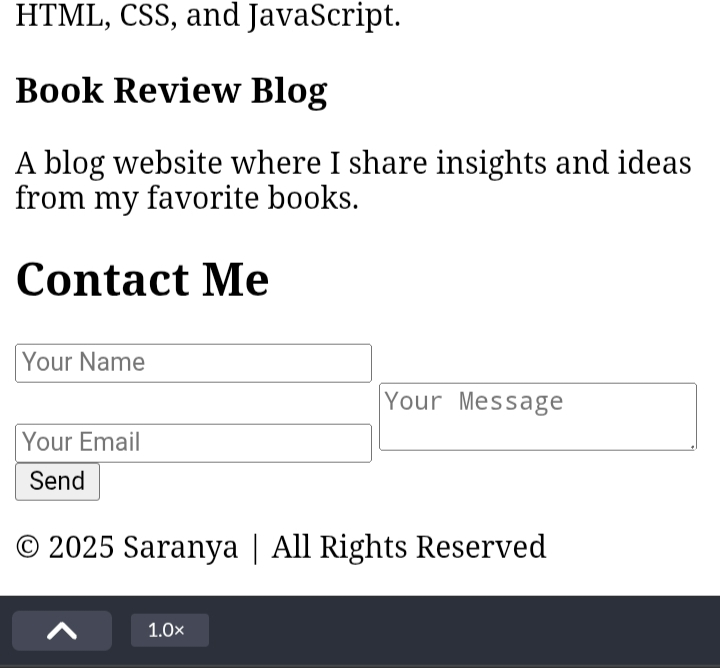 HTML, CSS, and JavaScript.
Book Review Blog
A blog website where I share insights and ideas
from my favorite books.
Contact Me
Your Name
Your Message
Your Email
Send
© 2025 Saranya | All Rights Reserved
1.0×